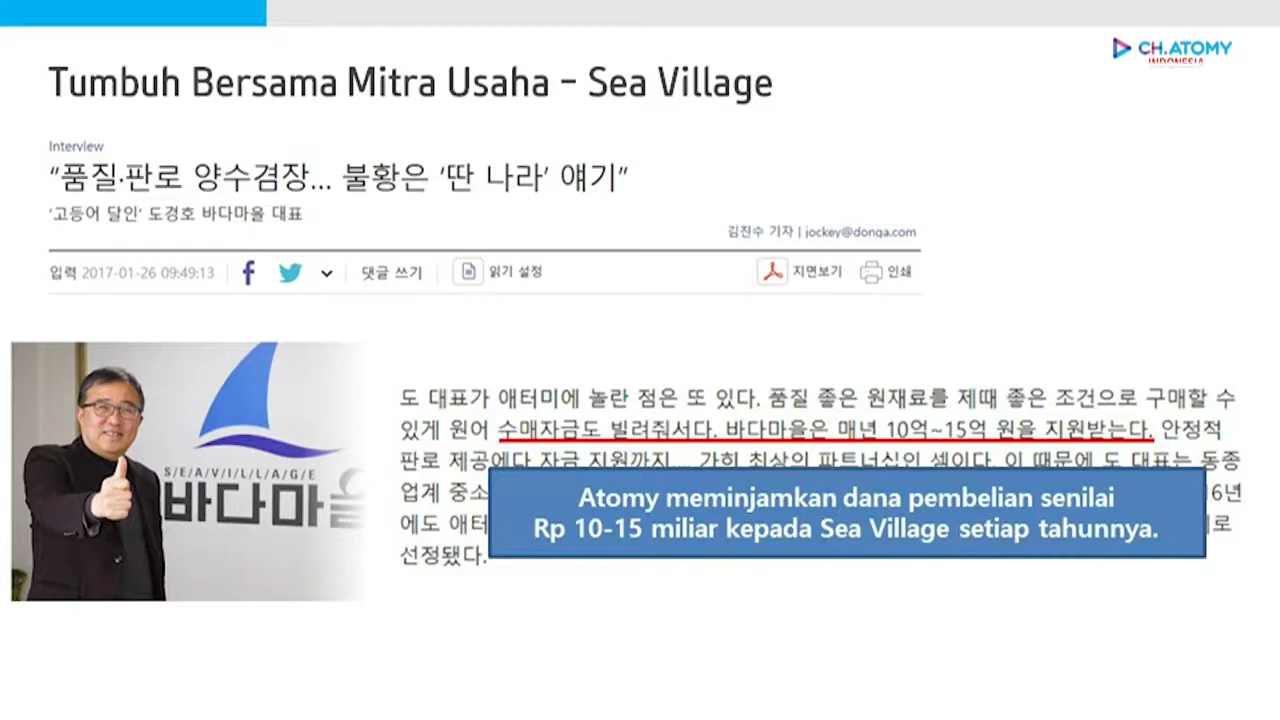 CH.ATOMY
INDONESIA
Tumbuh Bersama Mitra Usaha – Sea Village
Interview
“품질·판로 양수겸장... 불황은 ‘딴 나라’ 얘기”
‘고등어 달인’ 도경호 바다마을 대표
김진수 기자 | jockey@donga.com
입력 2017-01-26 09:49:13
댓글 쓰기
읽기 설정
지면보기
인쇄
S/E/A/V/I/L/L/A/G/E
바다마을
도 대표가 애터미에 놀란 점은 또 있다. 품질 좋은 원재료를 제때 좋은 조건으로 구매할 수
있게 원어 수매자금도 빌려줘서다. 바다마을은 매년 10억~15억 원을 지원받는다. 안정적
판로 제공에다 자금 지원까지.... 가히 최상의 파트너십인 셈이다. 이 때문에 도 대표는 동종
업계 중소 6년
에도 애터 로
선정됐다.
Atomy meminjamkan dana pembelian senilai
Rp 10-15 miliar kepada Sea Village setiap tahunnya.